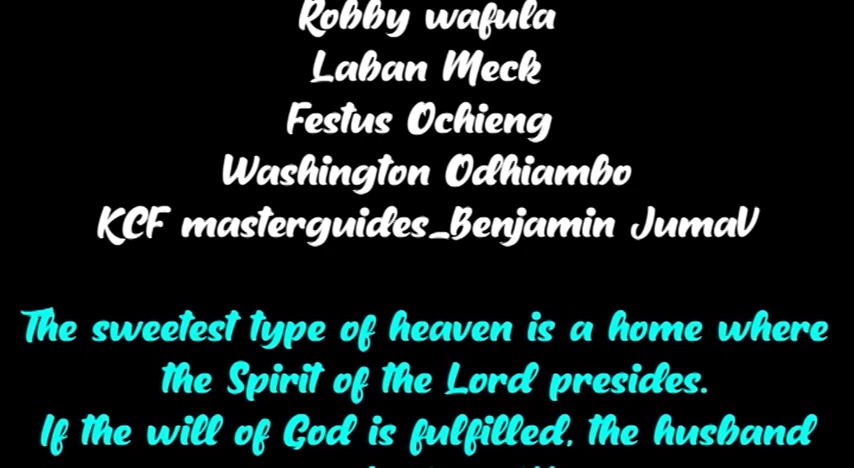 Robby wafula
Laban Meck
Festus Ochieng
Washington Odhiambo
KCF masterguides_Benjamin JumaV
The sweetest type of heaven is a home where
the Spirit of the Lord presides.
If the will of God is fulfilled, the husband